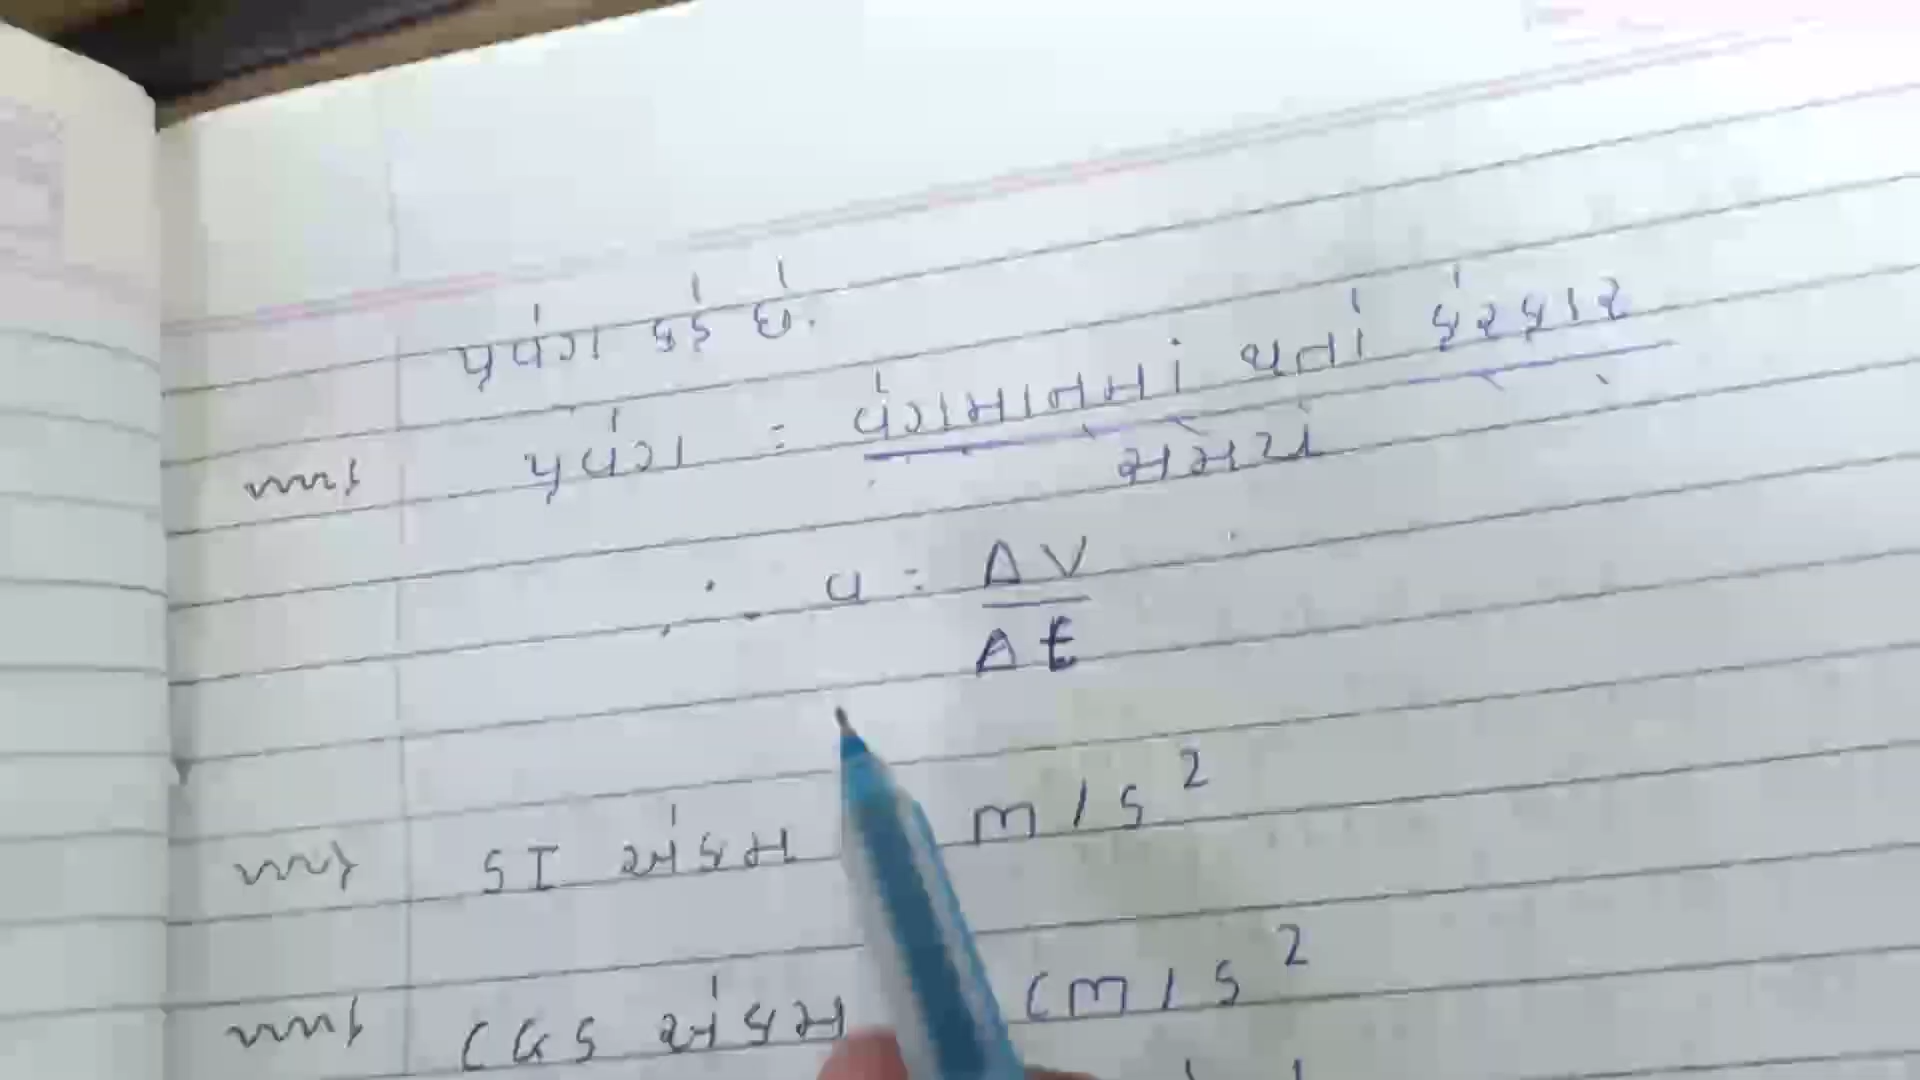 પ્રવેગ કહે છે.
પ્રવેગ = વેગમાનમાં થતો ફેરફાર
સમય
∴ a = ΔV
Δt
SI એકમ m/s²
CGS એકમ cm/s²